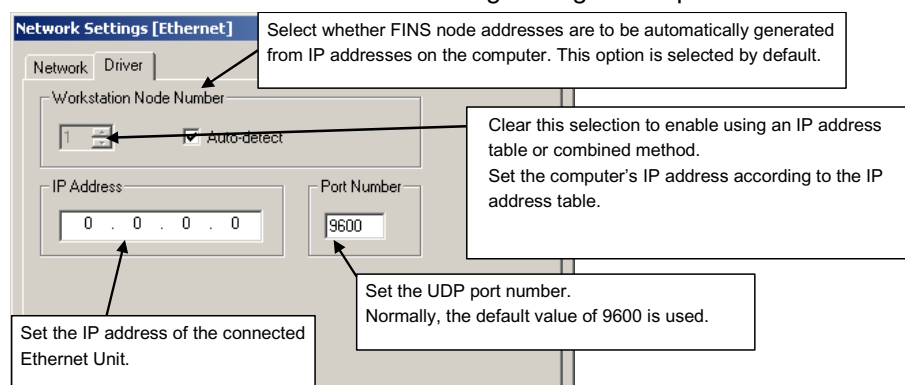 Network Settings [Ethernet]
Select whether FINS node addresses are to be automatically generated
from IP addresses on the computer. This option is selected by default.
Network
Driver
Workstation Node Number
1
Auto-detect
Clear this selection to enable using an IP address
table or combined method.
Set the computer's IP address according to the IP
address table.
IP Address
0 . 0 . 0 . 0
Port Number
9600
Set the UDP port number.
Normally, the default value of 9600 is used.
Set the IP address of the connected
Ethernet Unit.